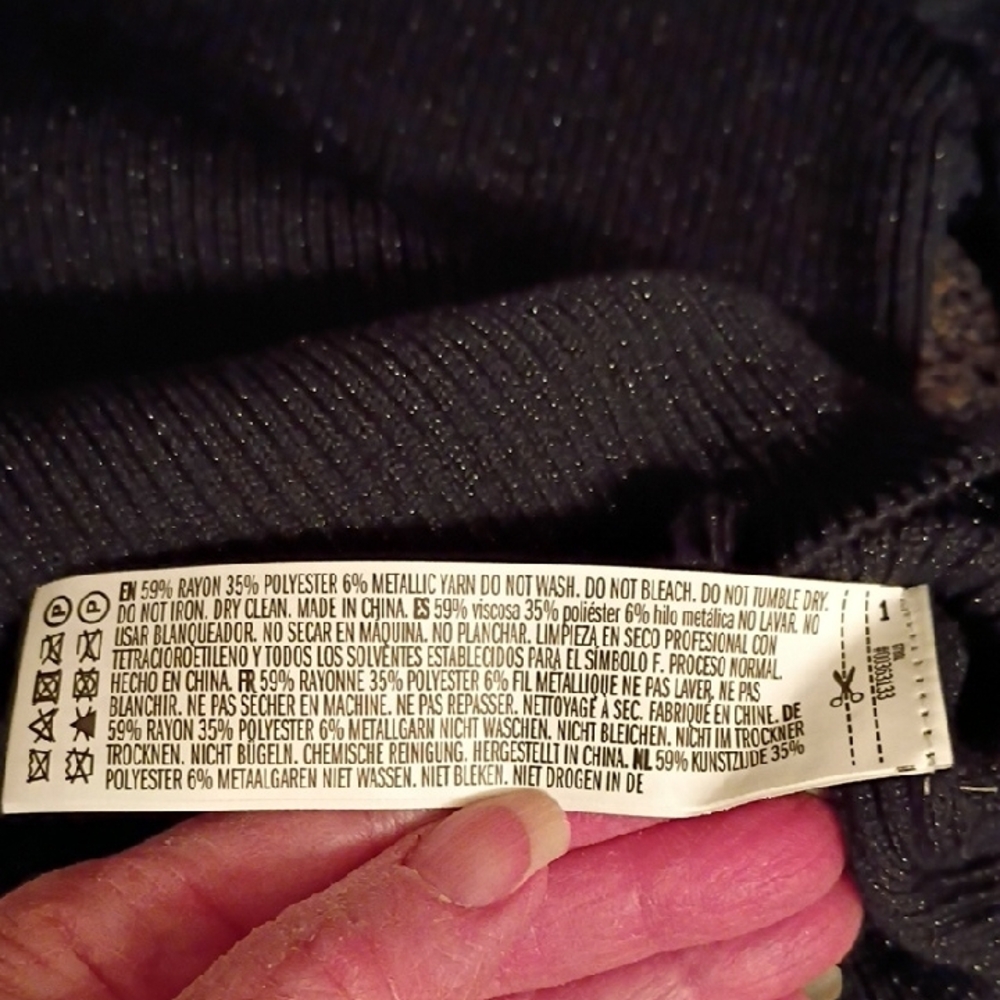 EN 59% RAYON 35% POLYESTER 6% METALLIC YARN DO NOT WASH. DO NOT BLEACH. DO NOT TUMBLE DRY.
DO NOT IRON. DRY CLEAN. MADE IN CHINA. ES 59% viscosa 35% poliéster 6% hilo metálica NO LAVAR. NO
USAR BLANQUEADOR. NO SECAR EN MÁQUINA. NO PLANCHAR. LIMPIEZA EN SECO PROFESIONAL CON
TETRACLOROETILENO Y TODOS LOS SOLVENTES ESTABLECIDOS PARA EL SÍMBOLO F. PROCESO NORMAL.
HECHO EN CHINA. FR 59% RAYONNE 35% POLYESTER 6% FIL METALLIQUE NE PAS LAVER. NE PAS
BLANCHIR. NE PAS SÉCHER EN MACHINE. NE PAS REPASSER. NETTOYAGE À SEC. FABRIQUÉ EN CHINE. DE
59% RAYON 35% POLYESTER 6% METALLGARN NICHT WASCHEN. NICHT BLEICHEN. NICHT IM TROCKNER
TROCKNEN. NICHT BÜGELN. CHEMISCHE REINIGUNG. HERGESTELLT IN CHINA. NL 59% KUNSTZIJDE 35%
POLYESTER 6% METAALGAREN NIET WASSEN. NIET BLEKEN. NIET DROGEN IN DE
P P
1